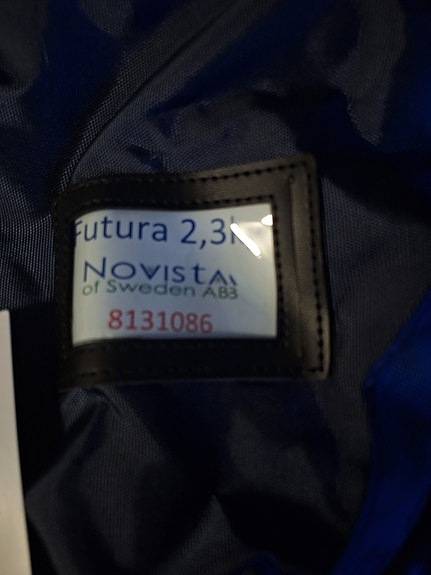 Futura 2,3
NOVISTA
of Sweden AB
8131086